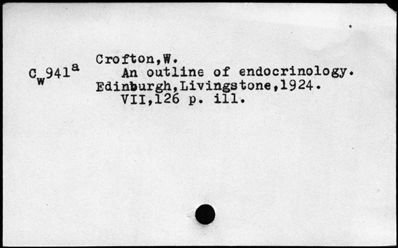 Crofton,W.
C w 941 a An outline of endocrinology.
Edinburgh,Livingstone,1924.
VII,126 p. ill.